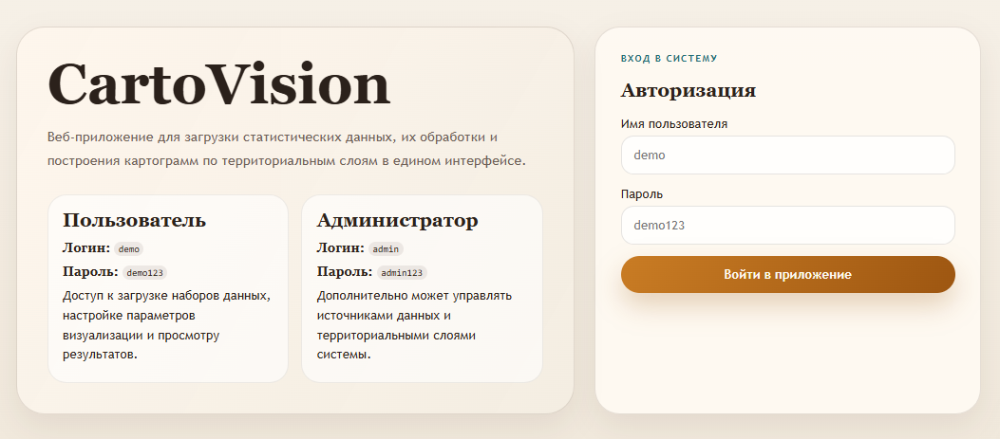 CartoVision
Веб-приложение для загрузки статистических данных, их обработки и
построения картограмм по территориальным слоям в едином интерфейсе.
Пользователь
Логин: demo
Пароль: demo123
Доступ к загрузке наборов данных,
настройке параметров
визуализации и просмотру
результатов.
Администратор
Логин: admin
Пароль: admin123
Дополнительно может управлять
источниками данных и
территориальными слоями
системы.
ВХОД В СИСТЕМУ
Авторизация
Имя пользователя
demo
Пароль
demo123
Войти в приложение